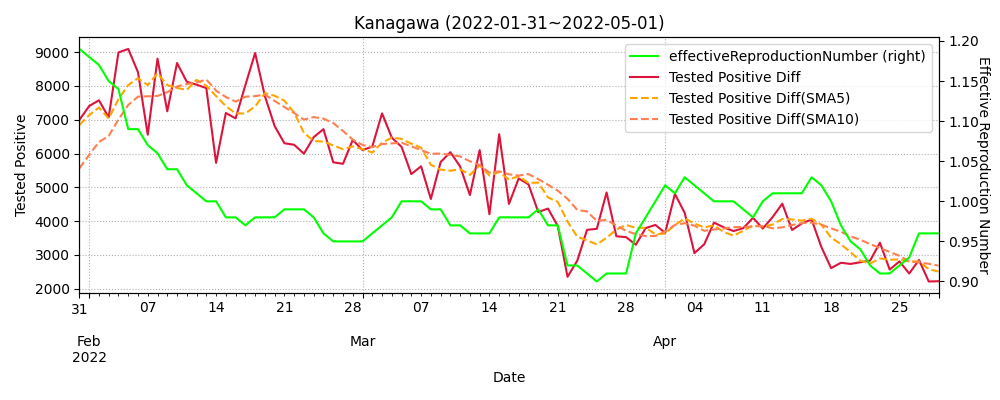 Kanagawa (2022-01-31~2022-05-01)
effectiveReproductionNumber (right)
Tested Positive Diff
Tested Positive Diff(SMA5)
Tested Positive Diff(SMA10)
Tested Positive
9000
8000
7000
6000
5000
4000
3000
2000
1.20
1.15
1.10
1.05
1.00
0.95
0.90
Effective Reproduction Number
31 07 14 21 28 07 14 21 28 04 11 18 25
Feb Mar Apr
2022
Date